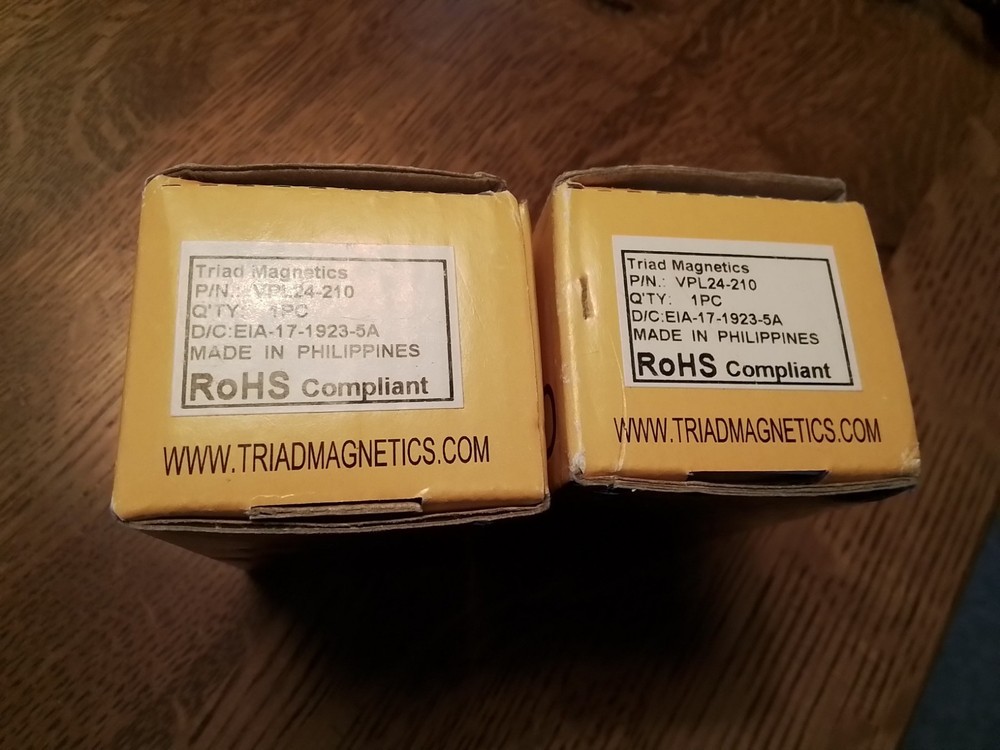 Triad Magnetics
P/N.: VPL24-210
Q'TY: 1PC
D/C:EIA-17-1923-5A
MADE IN PHILIPPINES
RoHS Compliant
WWW.TRIADMAGNETICS.COM
Triad Magnetics
P/N.: VPL24-210
Q'TY: 1PC
D/C:EIA-17-1923-5A
MADE IN PHILIPPINES
RoHS Compliant
WWW.TRIADMAGNETICS.COM